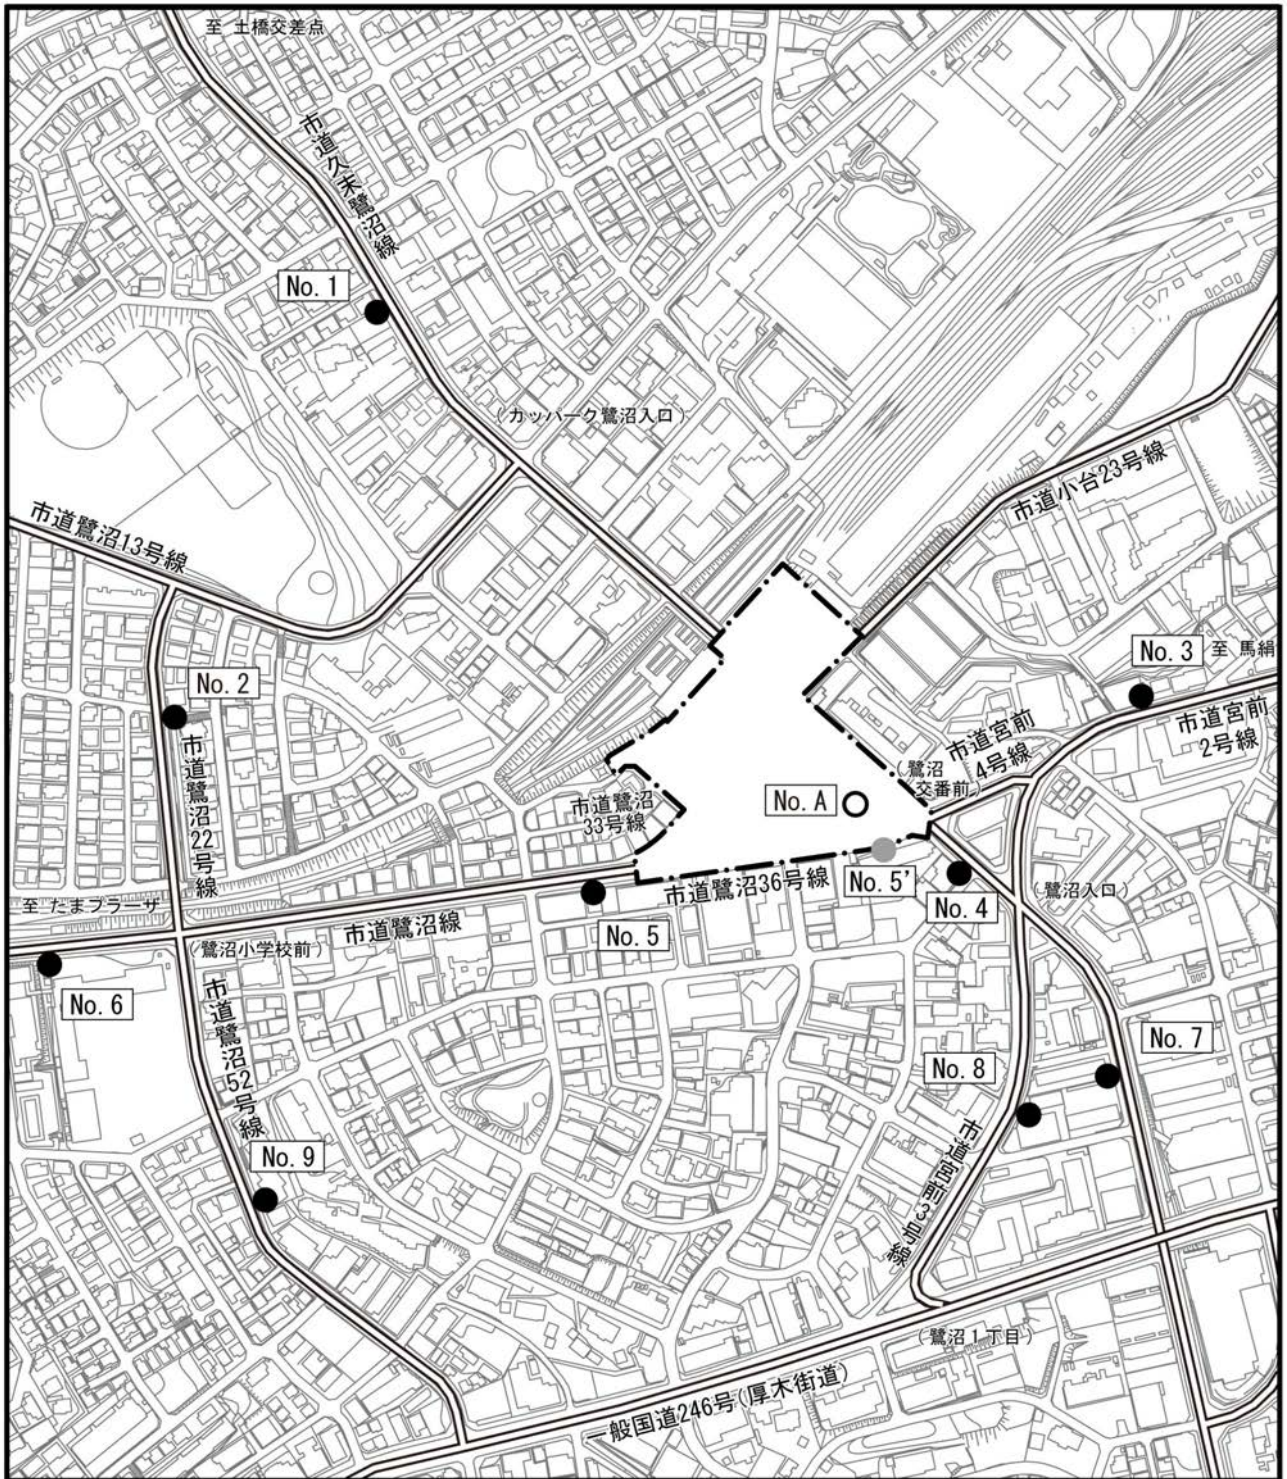 至 土橋交差点
市道久末鷺沼線
No. 1
(カッパーク鷺沼入口)
市道小台23号線
市道鷺沼13号線
No. 3
至 馬絹
No. 2
市道宮前
2号線
市道宮前
4号線
市道鷺沼22号線
(鷺沼
交番前)
No. A
市道鷺沼
33号線
市道鷺沼36号線
No. 5'
No. 4
(鷺沼入口)
至 たまプラーザ
市道鷺沼線
No. 5
(鷺沼小学校前)
No. 6
市道鷺沼52号線
No. 7
No. 8
市道宮前3号線
No. 9
(鷺沼1丁目)
一般国道246号(厚木街道)